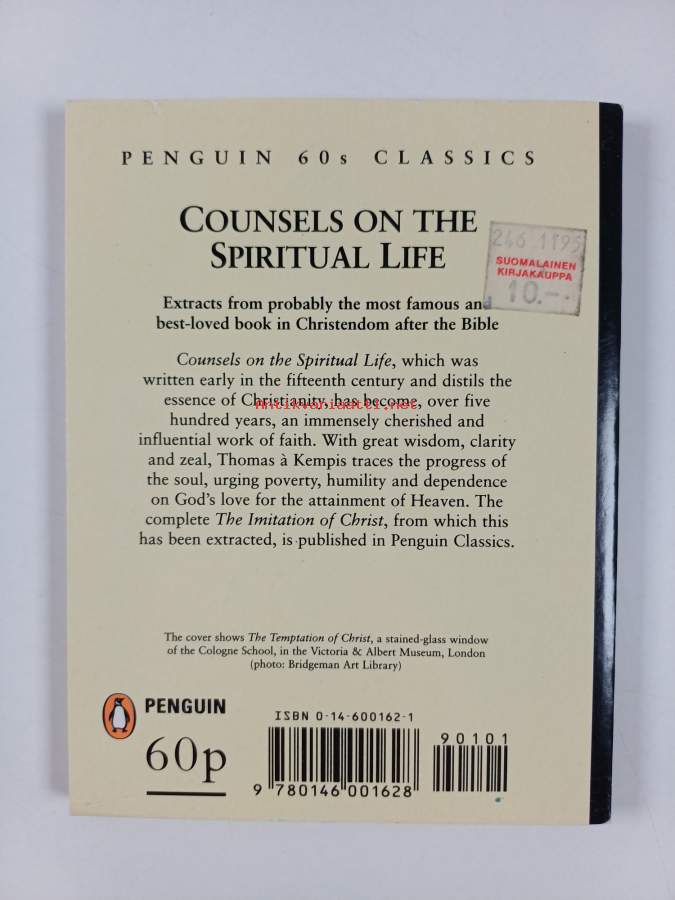 PENGUIN 60s CLASSICS
COUNSELS ON THE
SPIRITUAL LIFE
246 1195
SUOMALAINEN
KIRJAKAUPPA
10.-.
Extracts from probably the most famous and
best-loved book in Christendom after the Bible
Counsels on the Spiritual Life, which was
written early in the fifteenth century and distils the
essence of Christianity, has become, over five
Antikvariaatti.net
hundred years, an immensely cherished and
influential work of faith. With great wisdom, clarity
and zeal, Thomas à Kempis traces the progress of
the soul, urging poverty, humility and dependence
on God's love for the attainment of Heaven. The
complete The Imitation of Christ, from which this
has been extracted, is published in Penguin Classics.
The cover shows The Temptation of Christ, a stained-glass window
of the Cologne School, in the Victoria & Albert Museum, London
(photo: Bridgeman Art Library)
PENGUIN
60p
ISBN 0-14-600162-1
90101
9 780146 001628